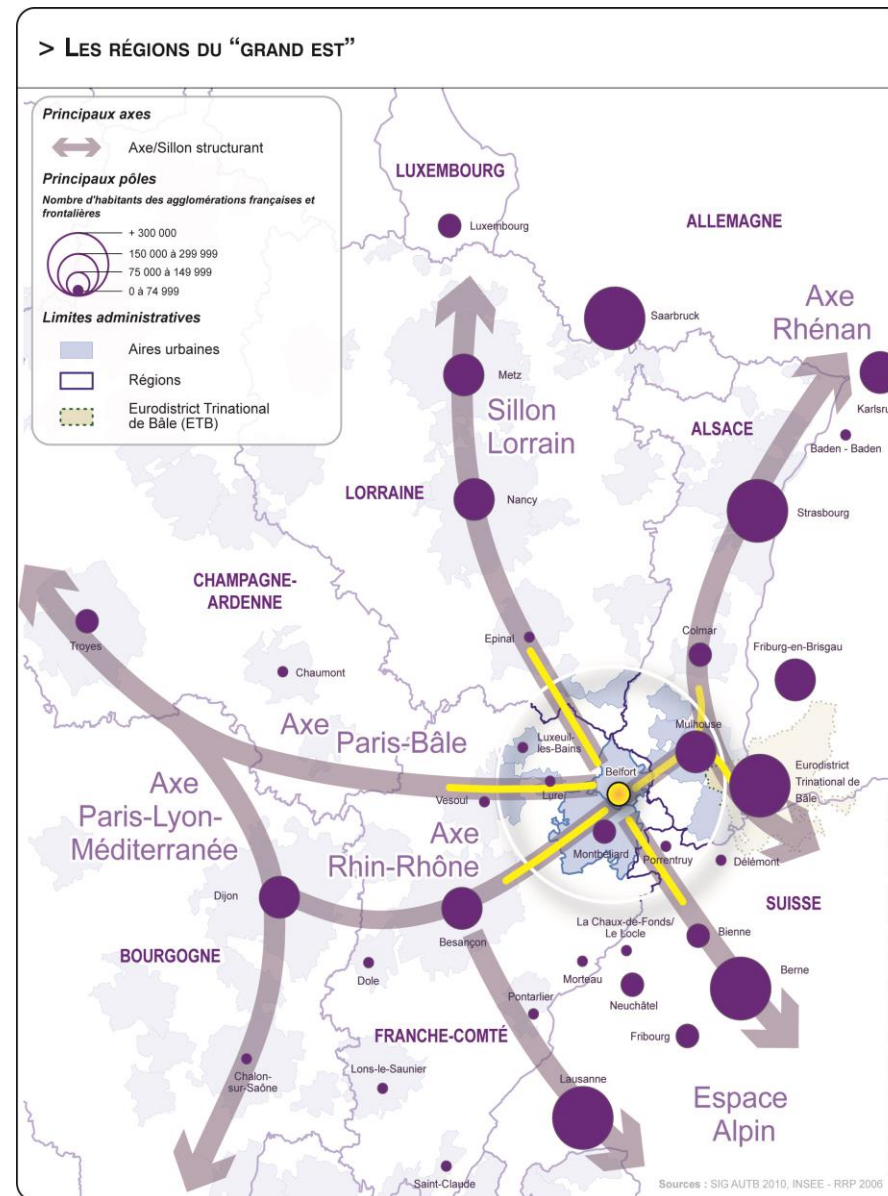 > LES RÉGIONS DU “GRAND EST”
Principaux axes
Axe/Sillon structurant
Principaux pôles
Nombre d'habitants des agglomérations françaises et
frontalières
+ 300 000
150 000 à 299 999
75 000 à 149 999
0 à 74 999
Limites administratives
Aires urbaines
Régions
Eurodistrict Trinational
de Bâle (ETB)
LUXEMBOURG
Luxembourg
ALLEMAGNE
Saarbruck
Axe
Rhénan
Metz
Karlsru
Sillon
Lorrain
ALSACE
Baden - Baden
LORRAINE
Nancy
Strasbourg
CHAMPAGNE-
ARDENNE
Troyes
Epinal
Colmar
Chaumont
Friburg-en-Brisgau
Axe
Paris-Bâle
Luxeuil-
les-Bains
Mulhouse
Belfort
Eurodistrict
Trinational de
Bâle
Vesoul
Lure
Axe
Paris-Lyon-
Méditerranée
Axe
Rhin-Rhône
Montbéliard
Porrentruy
Délémont
Dijon
Besançon
SUISSE
La Chaux-de-Fonds/
Le Locle
Bienne
BOURGOGNE
Dole
Morteau
Neuchâtel
Berne
Pontarlier
FRANCHE-COMTÉ
Fribourg
Chalon-
sur-Saône
Lons-le-Saunier
Lausanne
Espace
Alpin
Saint-Claude
Sources : SIG AUTB 2010, INSEE - RRP 2006